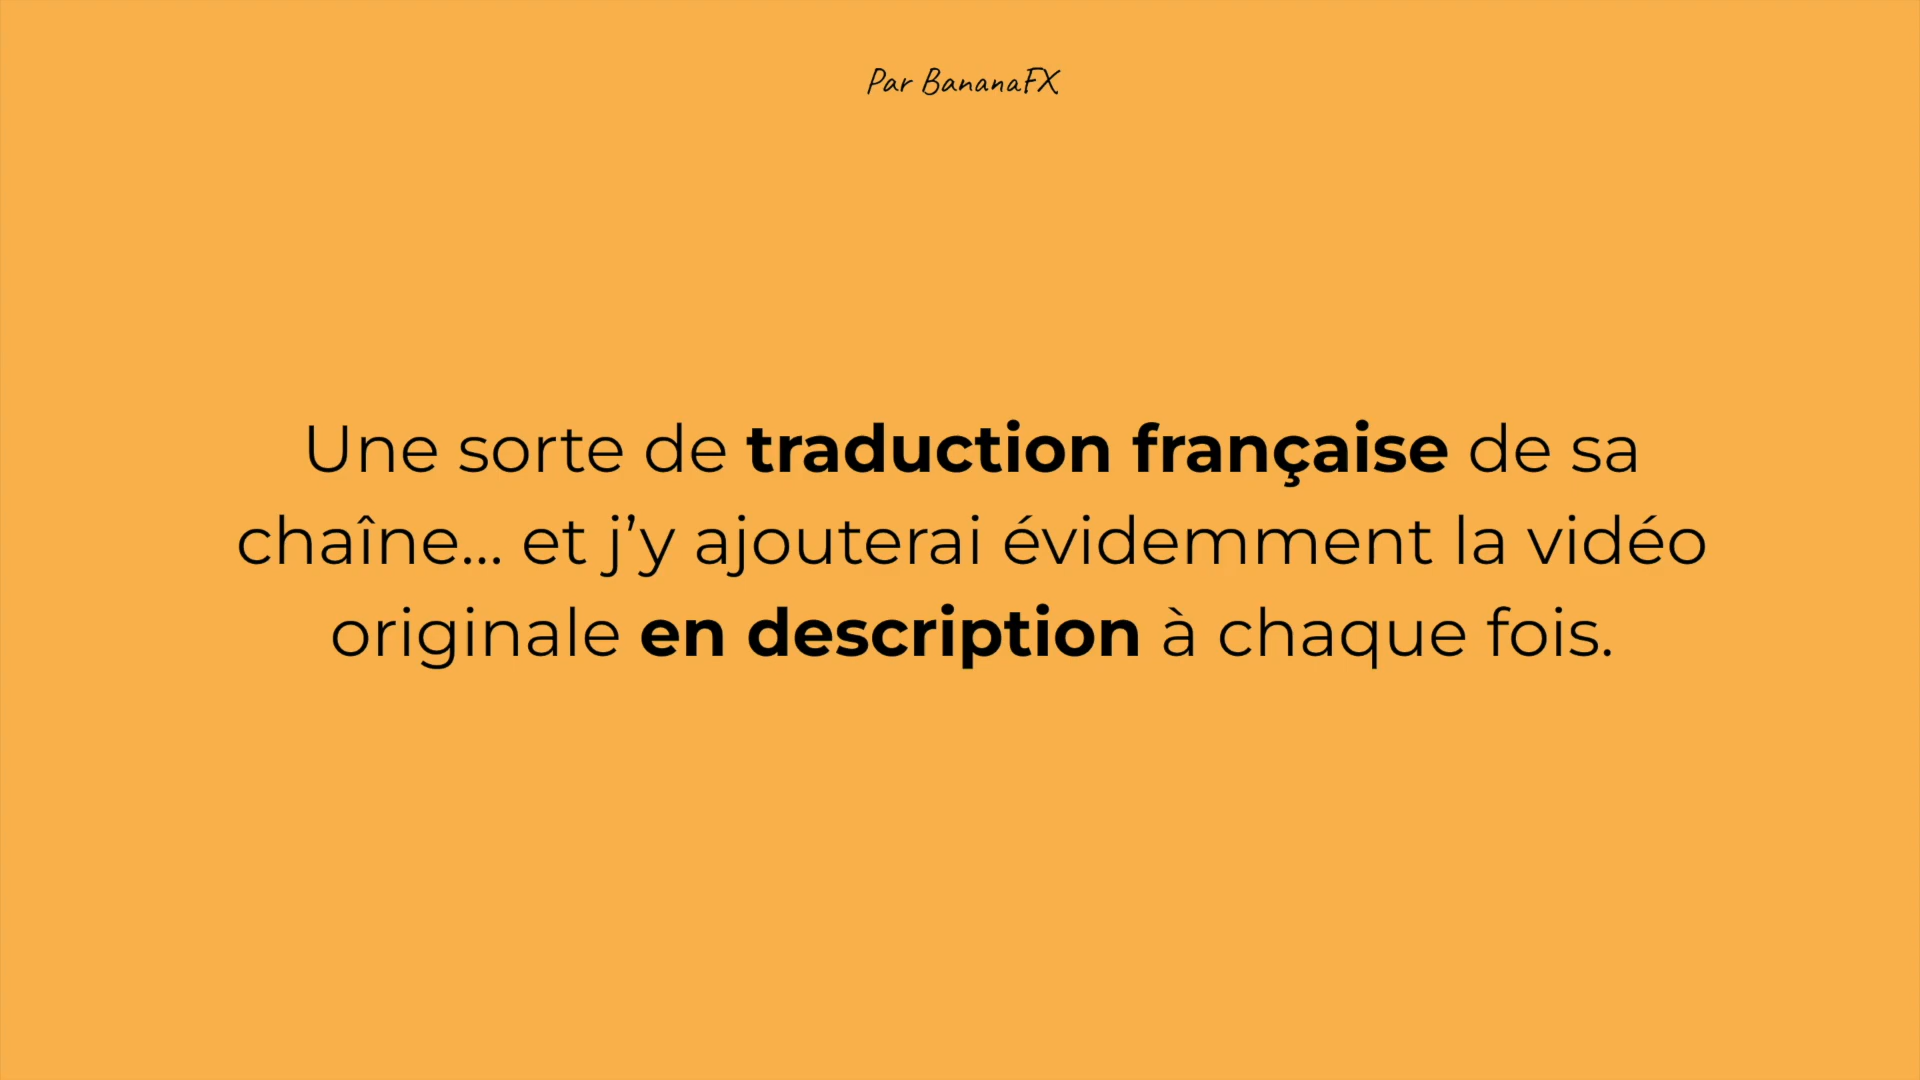 Par BananaFX
Une sorte de traduction française de sa
chaîne... et j’y ajouterai évidemment la vidéo
originale en description à chaque fois.